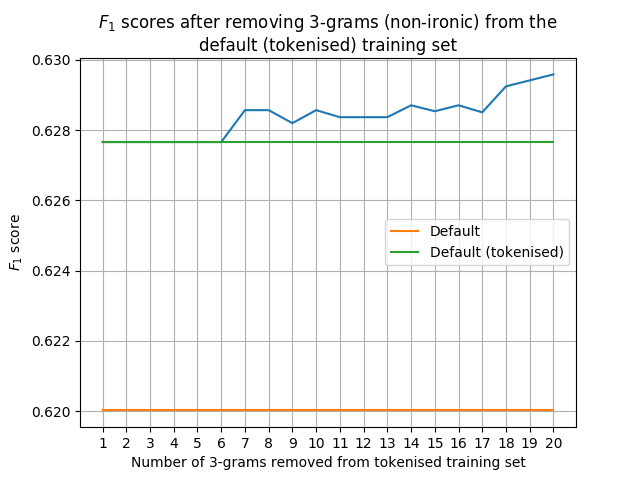 F1 scores after removing 3-grams (non-ironic) from the
default (tokenised) training set
0.630
0.628
0.626
0.624
0.622
0.620
F1 score
Default
Default (tokenised)
1 2 3 4 5 6 7 8 9 10 11 12 13 14 15 16 17 18 19 20
Number of 3-grams removed from tokenised training set